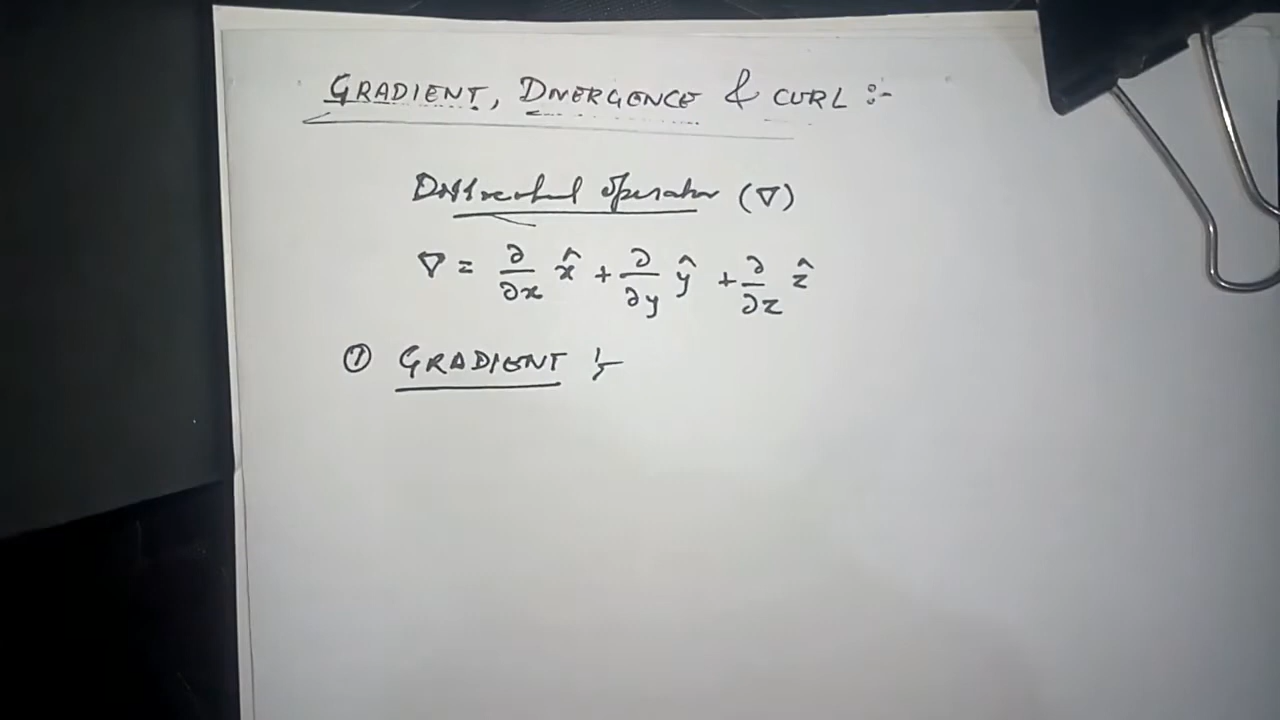 GRADIENT, DIVERGENCE & CURL :-
Differential operator (∇)
∇ = ∂/∂x x̂ + ∂/∂y ŷ + ∂/∂z ẑ
① GRADIENT :-